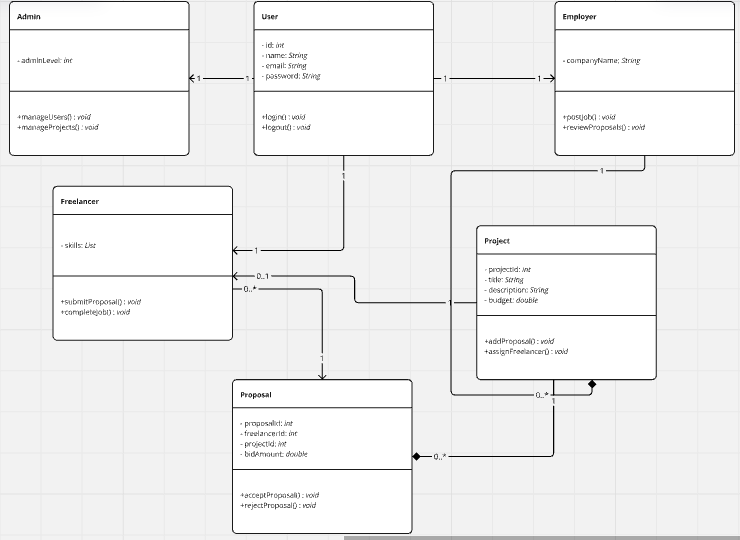 Admin
- adminLevel: int
+manageUsers() : void
+manageProjects() : void
1
1
User
- id: int
- name: String
- email: String
- password: String
+login() : void
+logout() : void
1
1
Employer
- companyName: String
+postJob() : void
+reviewProposals() : void
1
1
1
Freelancer
- skills: List
+submitProposal() : void
+completeJob() : void
0..1
1
0..*
1
Project
- projectId: int
- title: String
- description: String
- budget: double
+addProposal() : void
+assignFreelancer() : void
0..*
1
Proposal
- proposalId: int
- freelancerId: int
- projectId: int
- bidAmount: double
+acceptProposal() : void
+rejectProposal() : void
0..*